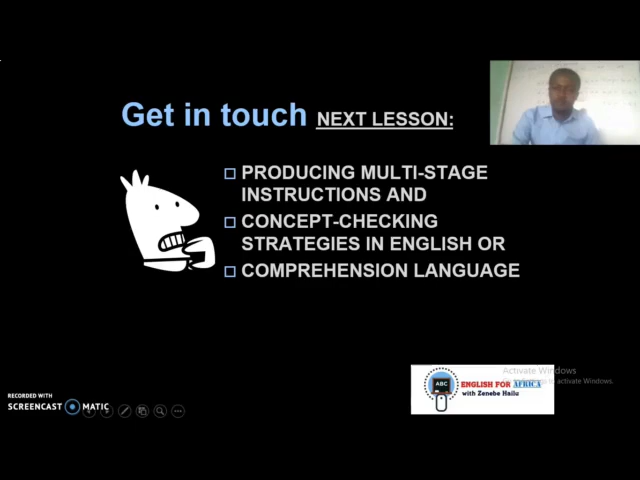 Get in touch NEXT LESSON:
PRODUCING MULTI-STAGE
INSTRUCTIONS AND
CONCEPT-CHECKING
STRATEGIES IN ENGLISH OR
COMPREHENSION LANGUAGE
Activate Windows
to activate Windows.
ABC
ENGLISH FOR AFRICA
with Zenebe Hailu
RECORDED WITH
SCREENCAST MATIC